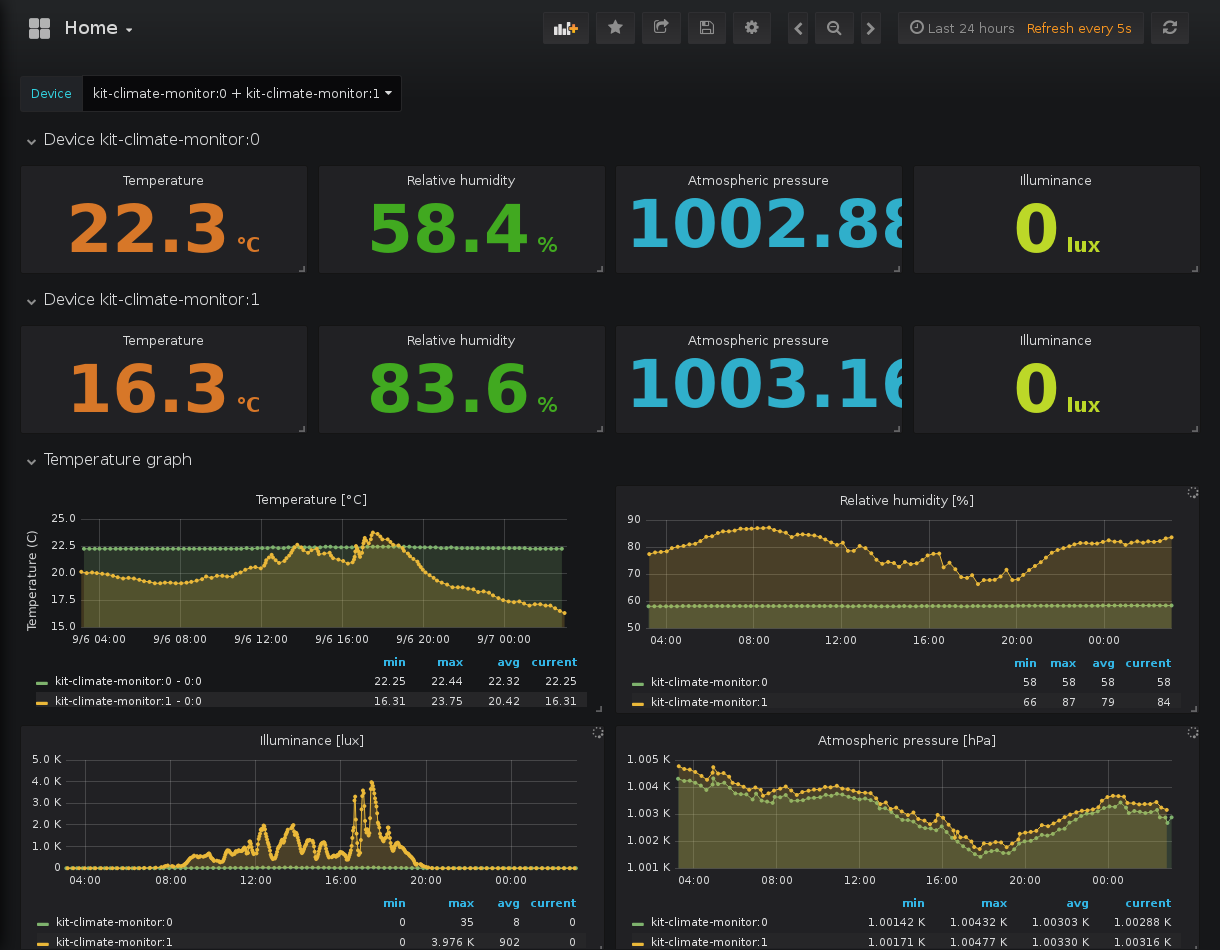 Home
Last 24 hours Refresh every 5s
Device kit-climate-monitor:0 + kit-climate-monitor:1
Device kit-climate-monitor:0
Temperature Relative humidity Atmospheric pressure Illuminance
22.3 °C 58.4 % 1002.88 0 lux
Device kit-climate-monitor:1
Temperature Relative humidity Atmospheric pressure Illuminance
16.3 °C 83.6 % 1003.16 0 lux
Temperature graph
Temperature [°C]
Temperature (C)
25.0
22.5
20.0
17.5
15.0
9/6 04:00 9/6 08:00 9/6 12:00 9/6 16:00 9/6 20:00 9/7 00:00
min max avg current
kit-climate-monitor:0 - 0:0 22.25 22.44 22.32 22.25
kit-climate-monitor:1 - 0:0 16.31 23.75 20.42 16.31
Relative humidity [%]
90
80
70
60
50
04:00 08:00 12:00 16:00 20:00 00:00
min max avg current
kit-climate-monitor:0 58 58 58 58
kit-climate-monitor:1 66 87 79 84
Illuminance [lux]
5.0 K
4.0 K
3.0 K
2.0 K
1.0 K
0
04:00 08:00 12:00 16:00 20:00 00:00
min max avg current
kit-climate-monitor:0 0 35 8 0
kit-climate-monitor:1 0 3.976 K 902 0
Atmospheric pressure [hPa]
1.005 K
1.004 K
1.003 K
1.002 K
1.001 K
04:00 08:00 12:00 16:00 20:00 00:00
min max avg current
kit-climate-monitor:0 1.00142 K 1.00432 K 1.00303 K 1.00288 K
kit-climate-monitor:1 1.00171 K 1.00477 K 1.00330 K 1.00316 K